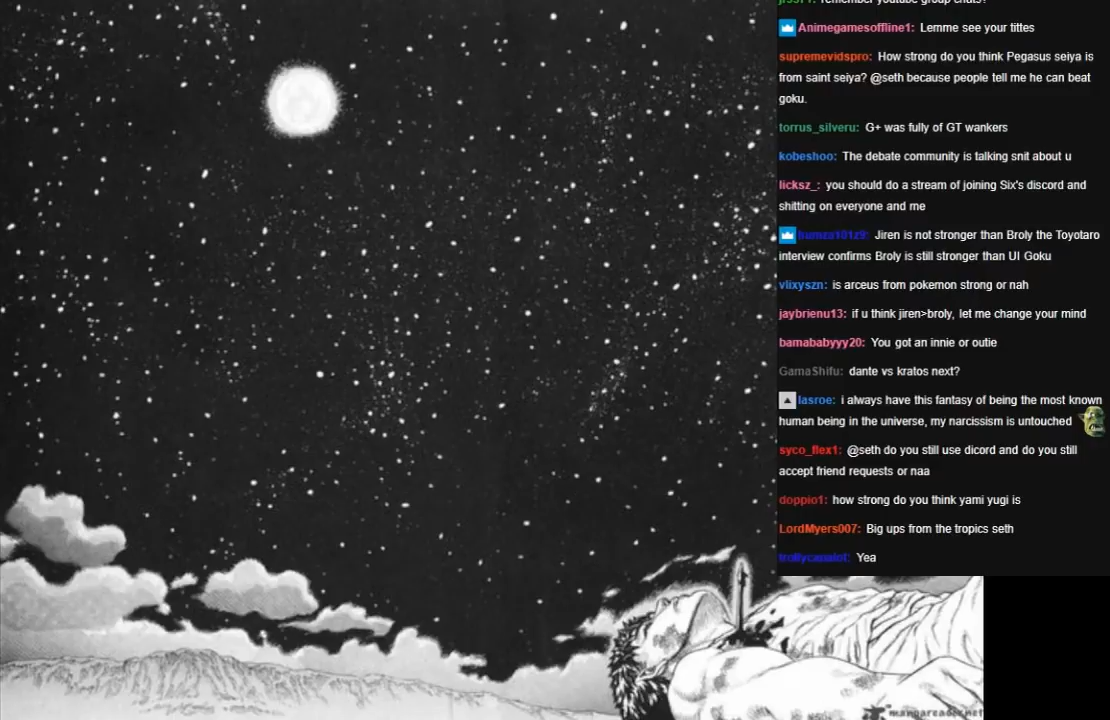 remember youtube group chats?
Animegamesoffline1: Lemme see your tittes
supremevidspro: How strong do you think Pegasus seiya is
from saint seiya? @seth because people tell me he can beat
goku.
torrus_silveru: G+ was fully of GT wankers
kobeshoo: The debate community is talking snit about u
licksz_: you should do a stream of joining Six's discord and
shitting on everyone and me
Jiren is not stronger than Broly the Toyotaro
interview confirms Broly is still stronger than UI Goku
vlixyszn: is arceus from pokemon strong or nah
jaybrienu13: if u think jiren>broly, let me change your mind
bamababyyy20: You got an innie or outie
GamaShifu: dante vs kratos next?
lasroe: i always have this fantasy of being the most known
human being in the universe, my narcissism is untouched
syco_flex1: @seth do you still use dicord and do you still
accept friend requests or naa
doppio1: how strong do you think yami yugi is
LordMyers007: Big ups from the tropics seth
Yea
mangareader.net